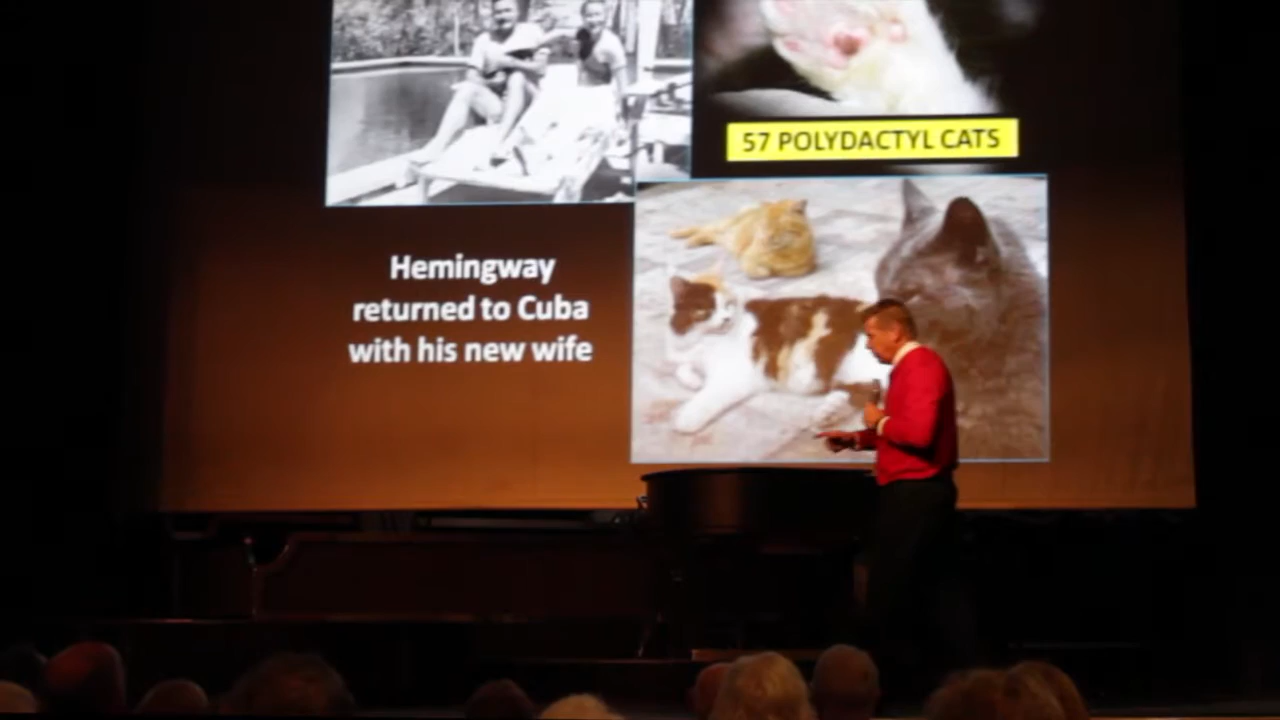 57 POLYDACTYL CATS
Hemingway
returned to Cuba
with his new wife